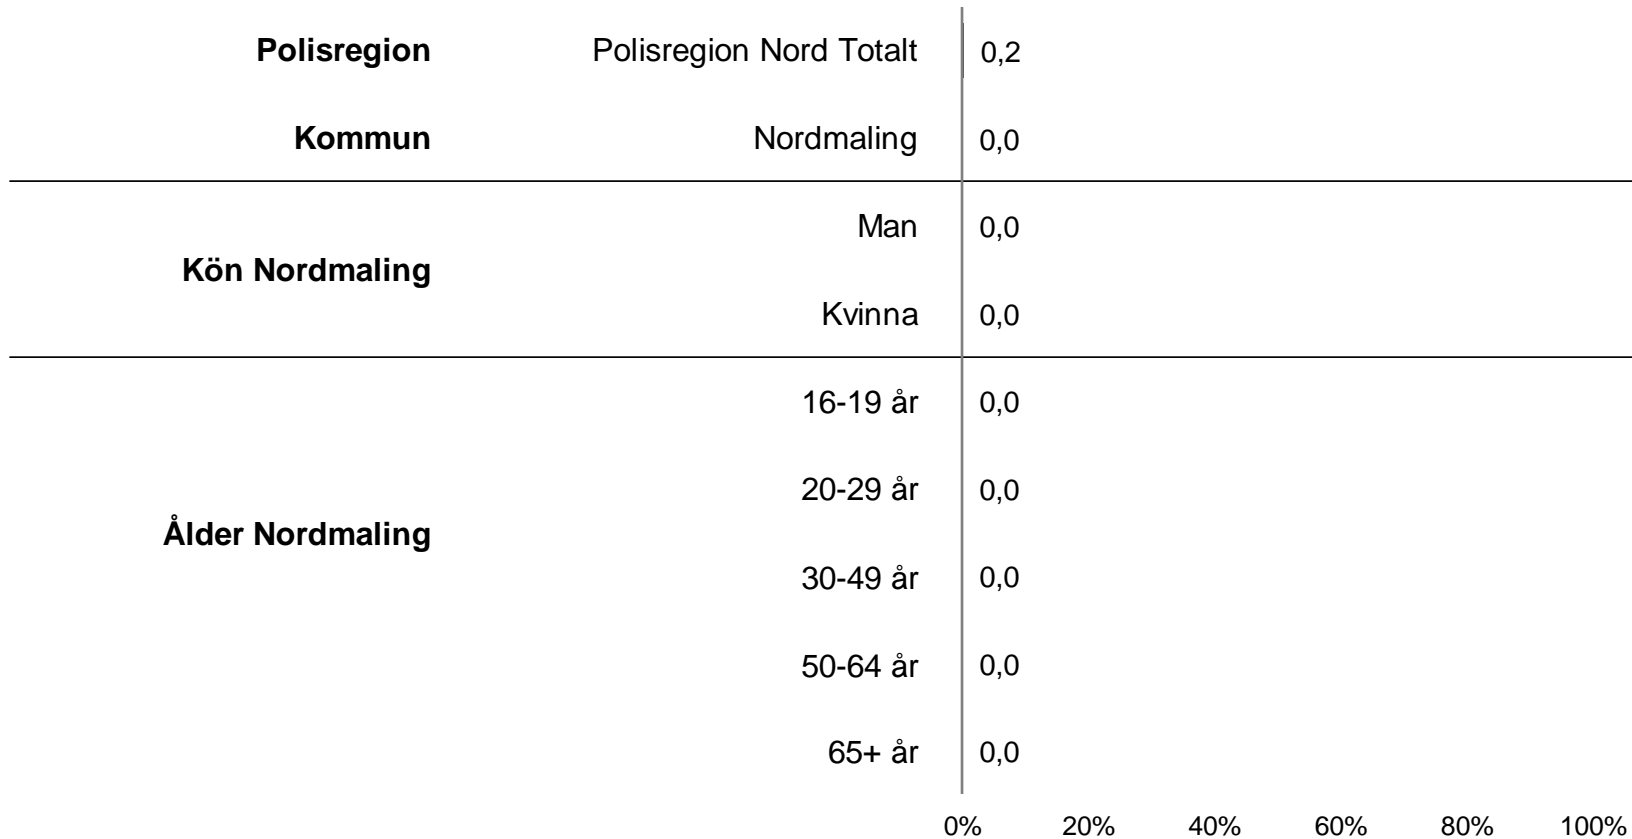 Polisregion Polisregion Nord Totalt 0,2
Kommun Nordmaling 0,0
Man 0,0
Kön Nordmaling
Kvinna 0,0
16-19 år 0,0
20-29 år 0,0
Ålder Nordmaling
30-49 år 0,0
50-64 år 0,0
65+ år 0,0
0% 20% 40% 60% 80% 100%